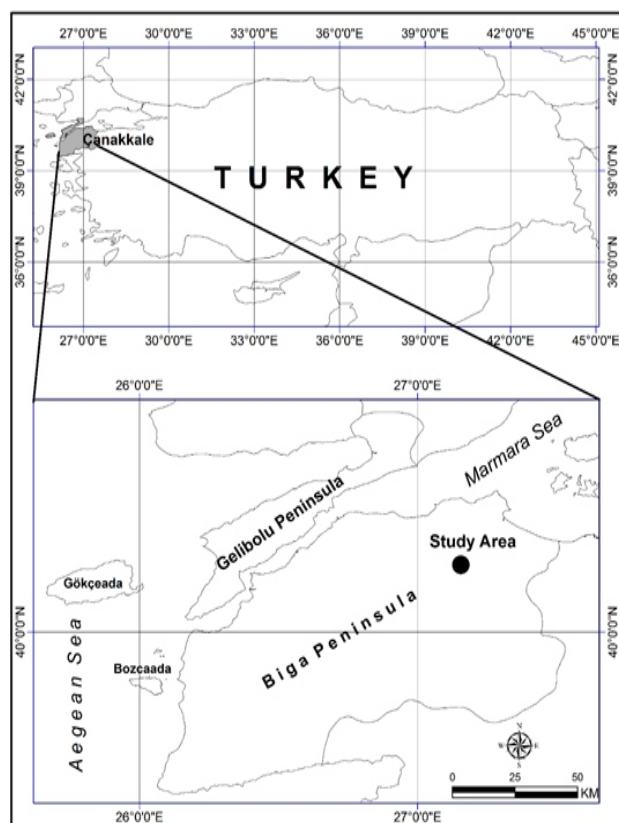 27°0'0"E 30°0'0"E 33°0'0"E 36°0'0"E 39°0'0"E 42°0'0"E 45°0'0"E
42°0'0"N
42°0'0"N
Çanakkale
39°0'0"N
TURKEY
39°0'0"N
36°0'0"N
36°0'0"N
27°0'0"E 30°0'0"E 33°0'0"E 36°0'0"E 39°0'0"E 42°0'0"E 45°0'0"E
26°0'0"E 27°0'0"E
Marmara Sea
Gelibolu Peninsula
Study Area
Gökçeada
Biga Peninsula
40°0'0"N
40°0'0"N
Aegean Sea
Bozcaada
N
W E
S
0 25 50
KM
26°0'0"E 27°0'0"E